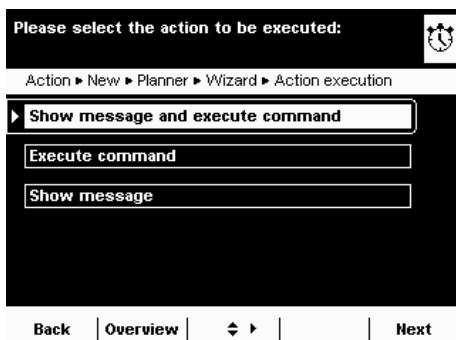 Please select the action to be executed:
Action ▸ New ▸ Planner ▸ Wizard ▸ Action execution
Show message and execute command
Execute command
Show message
Back Overview Next